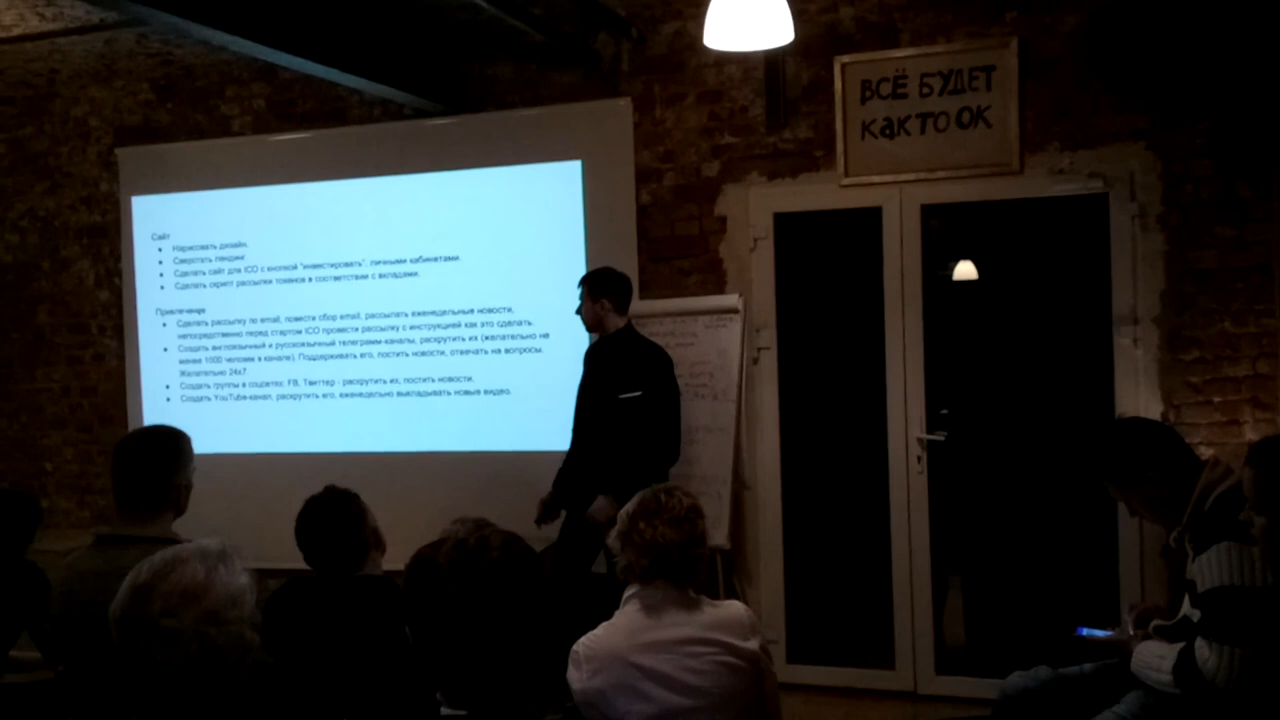 ВСЁ БУДЕТ
КАКТООК
Сайт
Нарисовать дизайн.
Сверстать лендинг
Сделать сайт для ICO с кнопкой "инвестировать", личными кабинетами.
Сделать скрипт рассылки токенов в соответствии с вкладами.
Привлечение
Сделать рассылку по email, повести сбор email, рассылать еженедельные новости,
непосредственно перед стартом ICO провести рассылку с инструкцией как это сделать.
Создать англоязычный и русскоязычный телеграмм-каналы, раскрутить их (желательно не
менее 1000 человек в канале). Поддерживать его, постить новости, отвечать на вопросы.
Желательно 24x7.
Создать группы в соцсетях: FB, Твиттер - раскрутить их, постить новости.
Создать YouTube-канал, раскрутить его, еженедельно выкладывать новые видео.